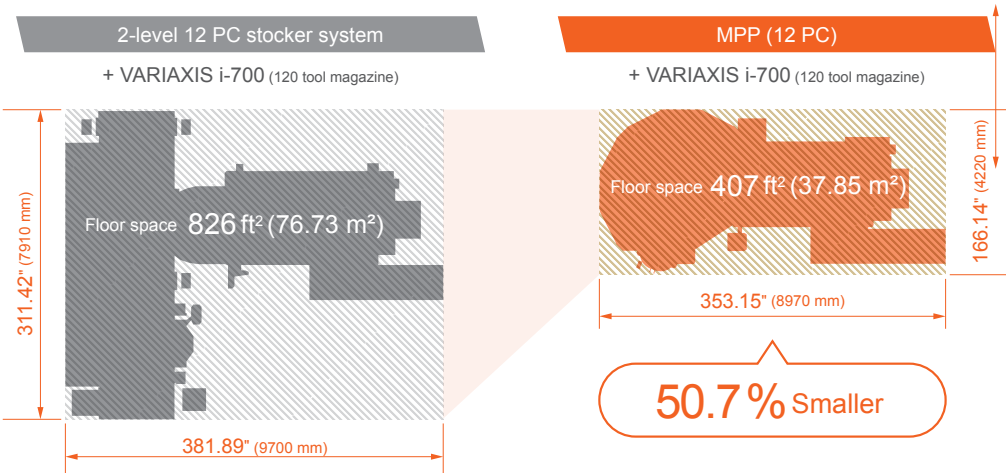 2-level 12 PC stocker system
+ VARIAXIS i-700 (120 tool magazine)
311.42" (7910 mm)
Floor space 826 ft² (76.73 m²)
381.89" (9700 mm)
MPP (12 PC)
+ VARIAXIS i-700 (120 tool magazine)
Floor space 407 ft² (37.85 m²)
166.14" (4220 mm)
353.15" (8970 mm)
50.7 % Smaller